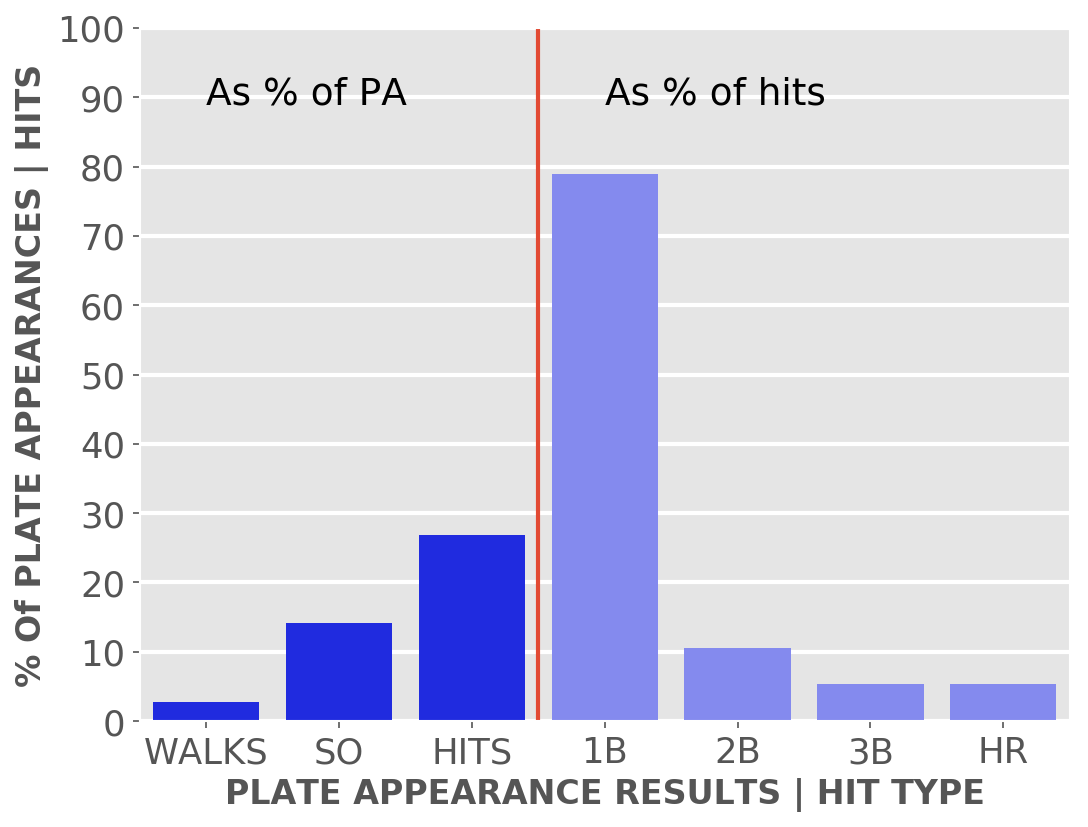 % Of PLATE APPEARANCES | HITS
100
90
80
70
60
50
40
30
20
10
0
As % of PA
As % of hits
WALKS SO HITS 1B 2B 3B HR
PLATE APPEARANCE RESULTS | HIT TYPE